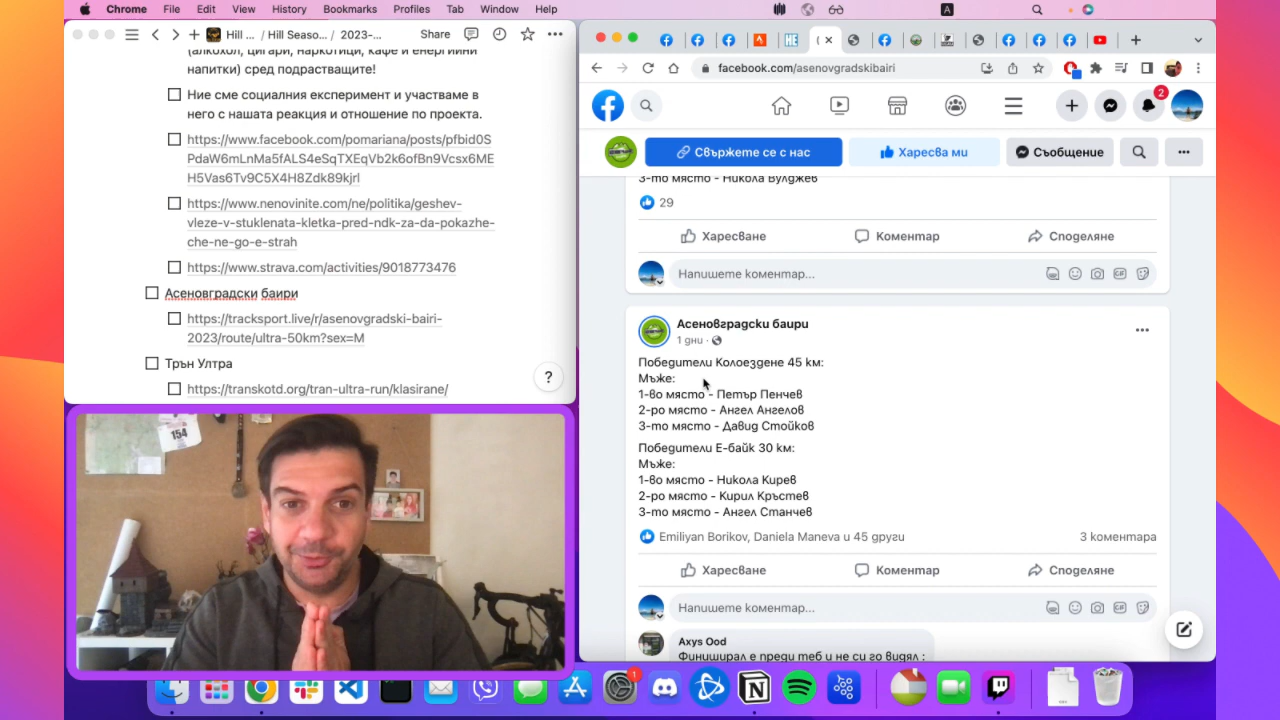 Chrome File Edit View History Bookmarks Profiles Tab Window Help
Hill ... / Hill Seaso... / 2023-... Share
(алкохол, цигари, наркотици, кафе и енергийни
напитки) сред подрастващите!
Ние сме социалния експеримент и участваме в
него с нашата реакция и отношение по проекта.
https://www.facebook.com/pomariana/posts/pfbid0S
PdaW6mLnMa5fALS4eSqTXEqVb2k6ofBn9Vcsx6ME
H5Vas6Tv9C5X4H8Zdk89kjrl
https://www.nenovinite.com/ne/politika/geshev-
vleze-v-stuklenata-kletka-pred-ndk-za-da-pokazhe-
che-ne-go-e-strah
https://www.strava.com/activities/9018773476
Асеновградски баири
https://tracksport.live/r/asenovgradski-bairi-
2023/route/ultra-50km?sex=M
Трън Ултра
https://transkotd.org/tran-ultra-run/klasirane/
?
154
facebook.com/asenovgradskibairi
2
Свържете се с нас
Харесва ми
Съобщение
3-то място - Никола Вулджев
29
Харесване Коментар Споделяне
Напишете коментар...
Асеновградски баири
1 дни
Победители Колоездене 45 км:
Мъже:
1-во място - Петър Пенчев
2-ро място - Ангел Ангелов
3-то място - Давид Стойков
Победители Е-байк 30 км:
Мъже:
1-во място - Никола Кирев
2-ро място - Кирил Кръстев
3-то място - Ангел Станчев
Emiliyan Borikov, Daniela Maneva и 45 други 3 коментара
Харесване Коментар Споделяне
Напишете коментар...
Axys Ood
Финиширал е преди теб и не си го видял :
1